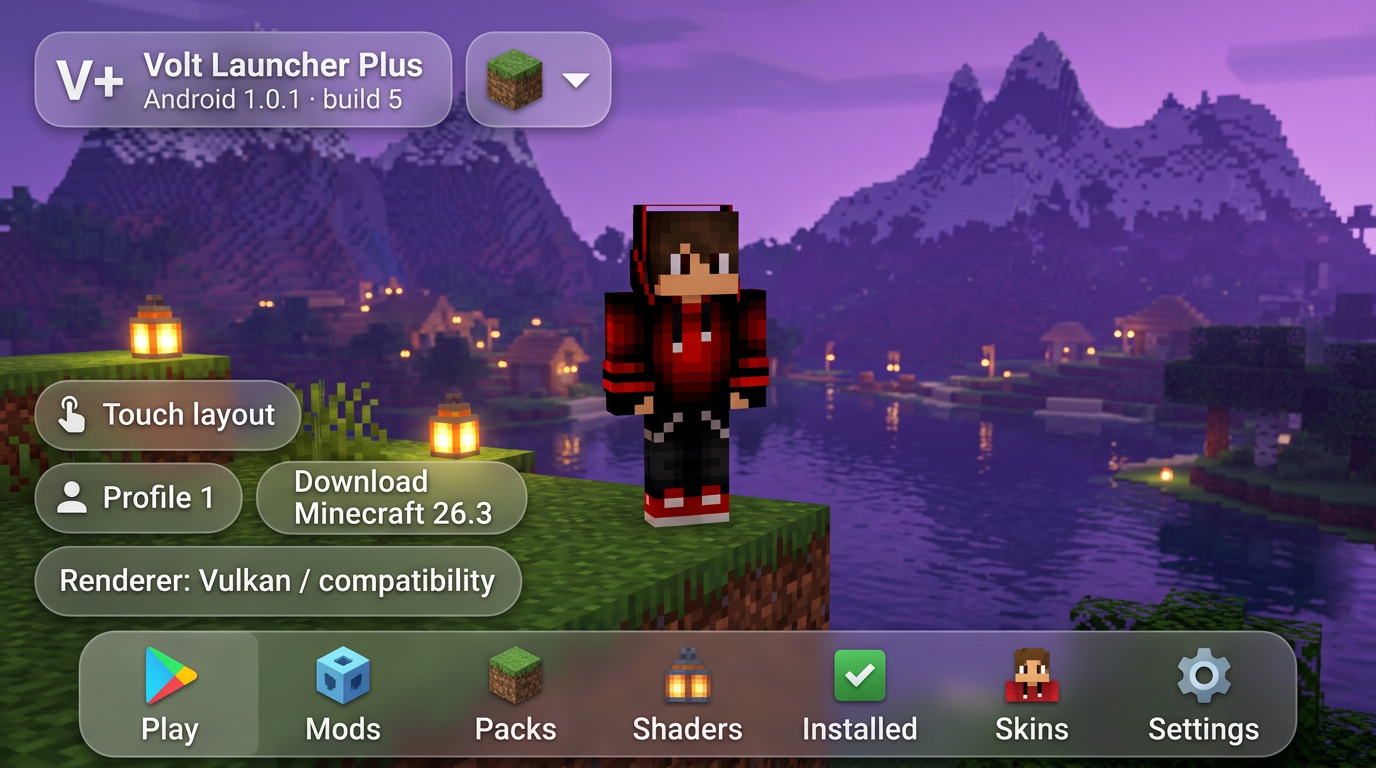 V+
Volt Launcher Plus
Android 1.0.1 · build 5
Touch layout
Profile 1
Download
Minecraft 26.3
Renderer: Vulkan / compatibility
Play
Mods
Packs
Shaders
Installed
Skins
Settings